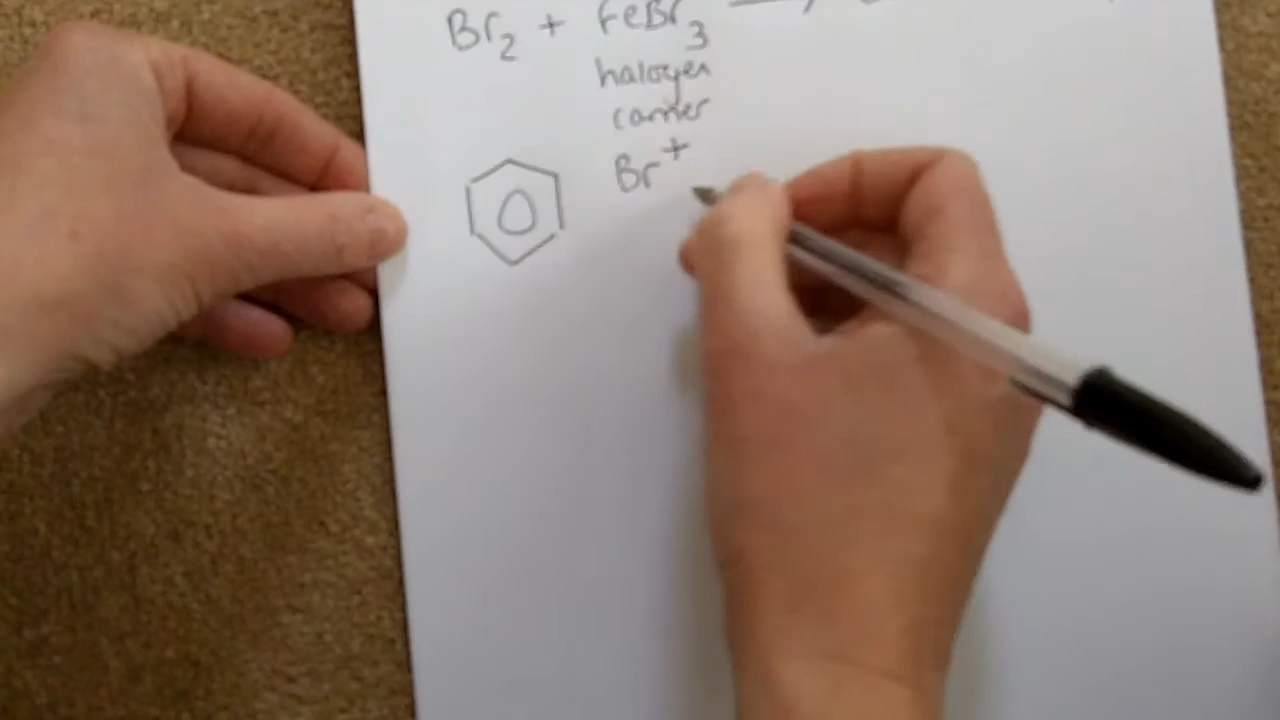 Br₂ + FeBr₃ →
halogen
carrier
Br⁺